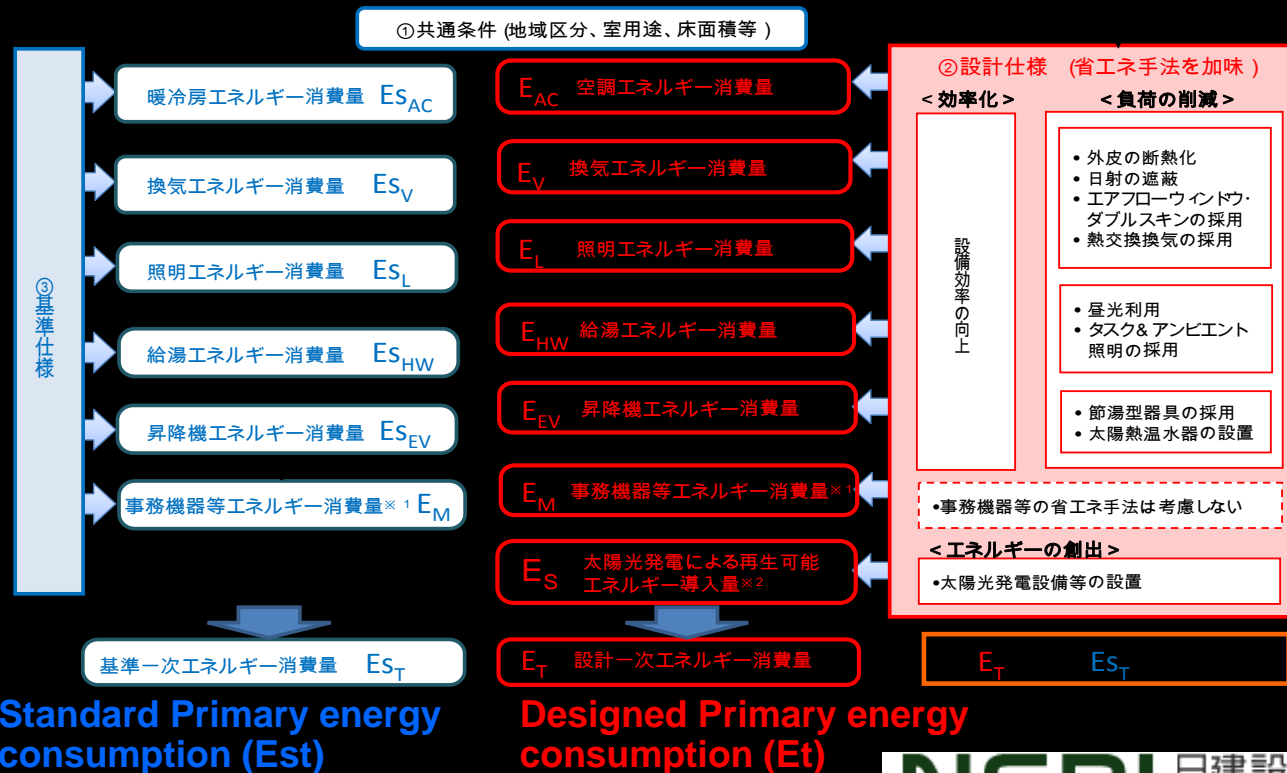 ①共通条件 (地域区分、室用途、床面積等 )
③基準仕様
暖冷房エネルギー消費量 EsAC
換気エネルギー消費量 EsV
照明エネルギー消費量 EsL
給湯エネルギー消費量 EsHW
昇降機エネルギー消費量 EsEV
事務機器等エネルギー消費量※1 EM
基準一次エネルギー消費量 EsT
Standard Primary energy
consumption (Est)
EAC 空調エネルギー消費量
EV 換気エネルギー消費量
EL 照明エネルギー消費量
EHW 給湯エネルギー消費量
EEV 昇降機エネルギー消費量
EM 事務機器等エネルギー消費量※1
ES 太陽光発電による再生可能
エネルギー導入量※2
ET 設計一次エネルギー消費量
Designed Primary energy
consumption (Et)
②設計仕様 (省エネ手法を加味 )
<効率化>
<負荷の削減>
設備効率の向上
• 外皮の断熱化
• 日射の遮蔽
• エアフローウィンドウ・
ダブルスキンの採用
• 熱交換換気の採用
• 昼光利用
• タスク&アンビエント
照明の採用
• 節湯型器具の採用
• 太陽熱温水器の設置
•事務機器等の省エネ手法は考慮しない
<エネルギーの創出>
•太陽光発電設備等の設置
ET EsT